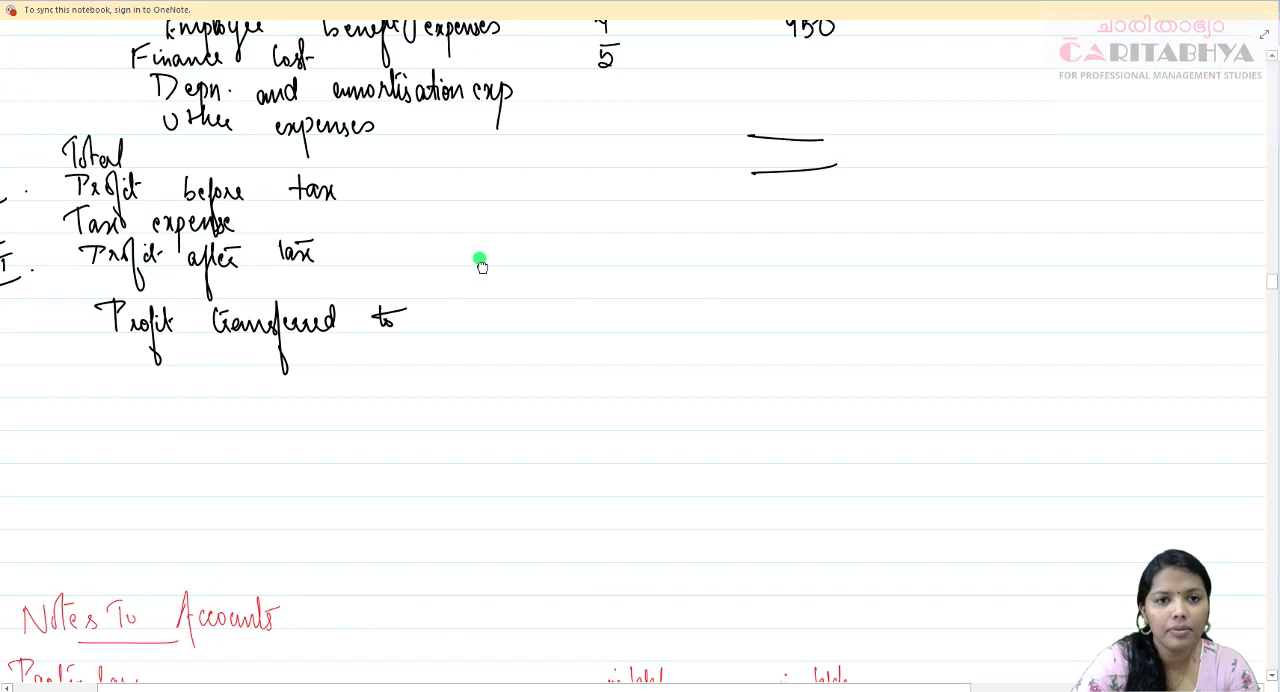 To sync this notebook, sign in to OneNote.
Employee benefit expenses 4 950
Finance Cost 5
Depn. and amortisation exp
Other expenses
Total
Profit before tax
Tax expense
Profit after tax
Profit transferred to
Notes To Accounts
Particulars
ചാരിതാഭ്യാ
CARITABHYA
FOR PROFESSIONAL MANAGEMENT STUDIES